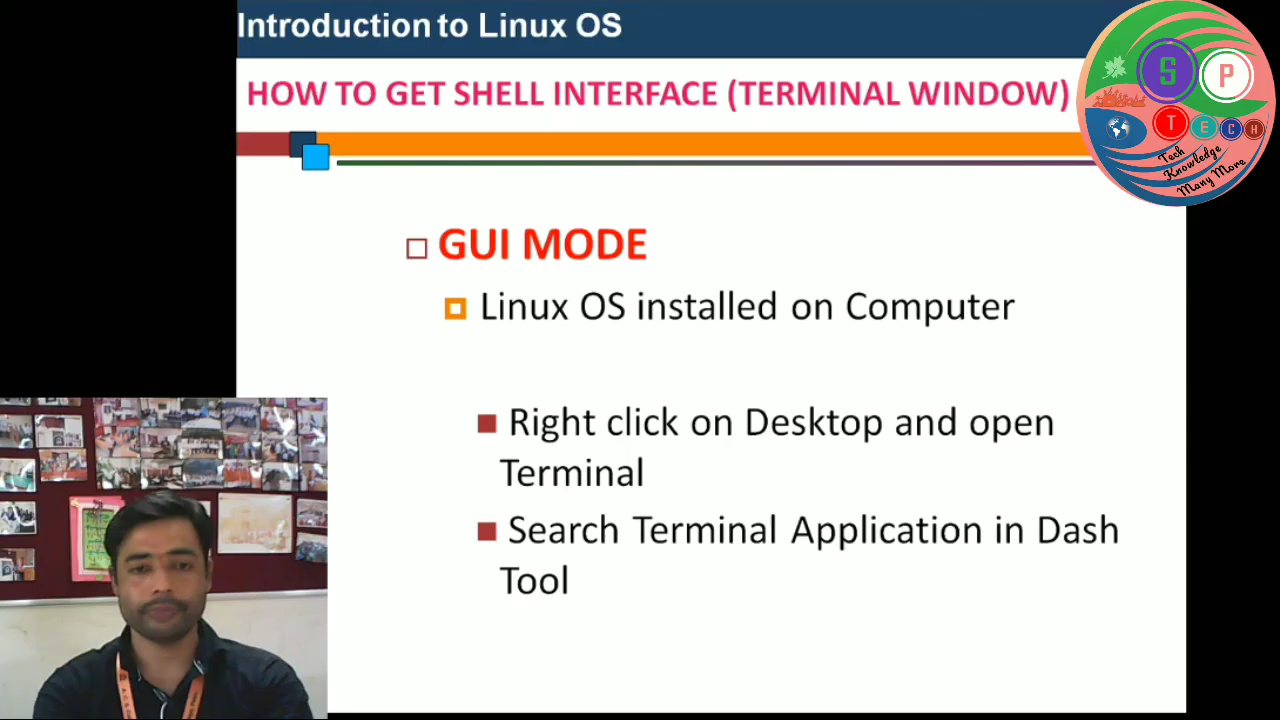 Introduction to Linux OS
HOW TO GET SHELL INTERFACE (TERMINAL WINDOW)
S P
TECH
Tech
Knowledge
Many More
GUI MODE
Linux OS installed on Computer
Right click on Desktop and open
Terminal
Search Terminal Application in Dash
Tool